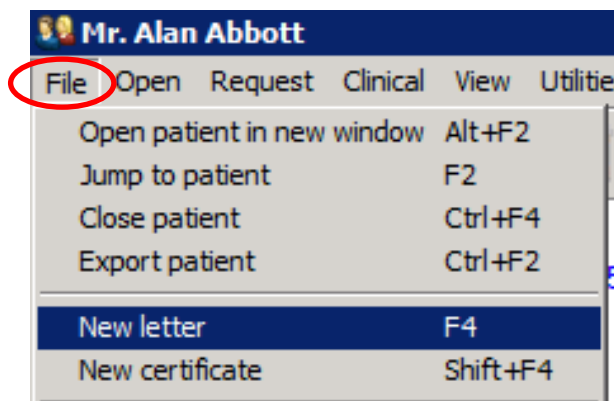 Mr. Alan Abbott
File Open Request Clinical View Utilitie
Open patient in new window Alt+F2
Jump to patient F2
Close patient Ctrl+F4
Export patient Ctrl+F2
New letter F4
New certificate Shift+F4